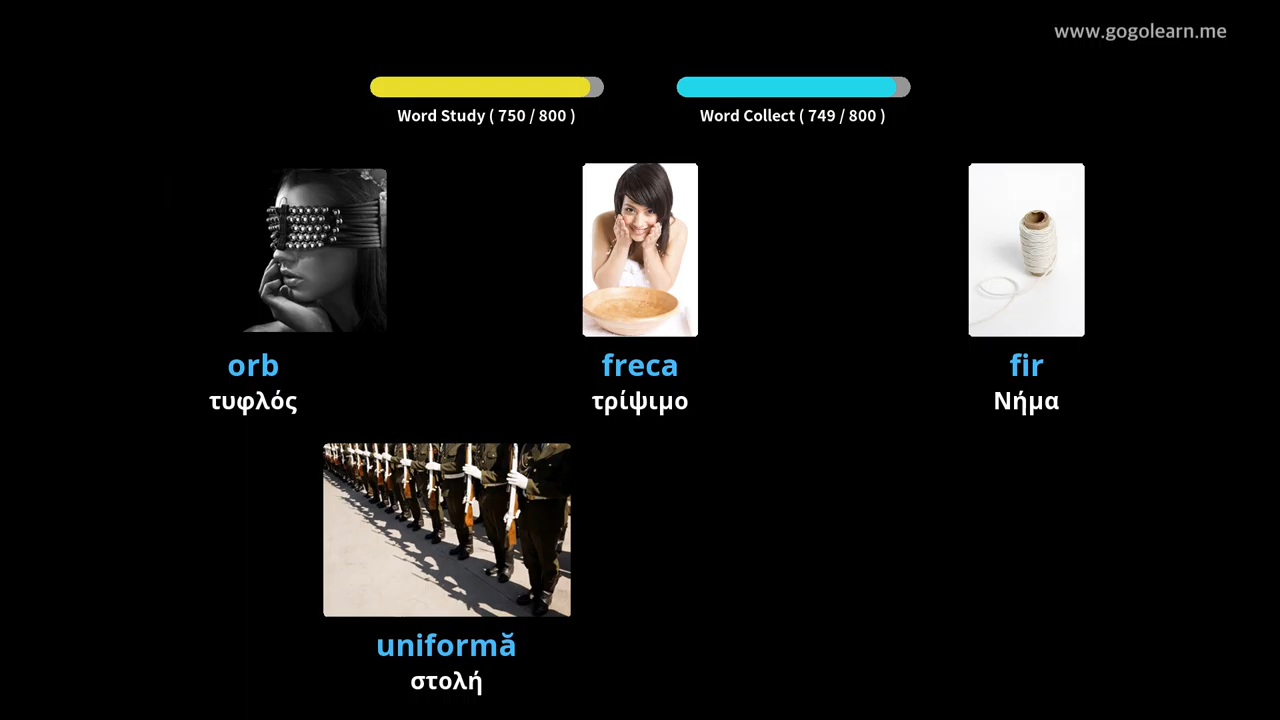 www.gogolearn.me
Word Study ( 750 / 800 )
Word Collect ( 749 / 800 )
orb
τυφλός
freca
τρίψιμο
fir
Νήμα
uniformă
στολή